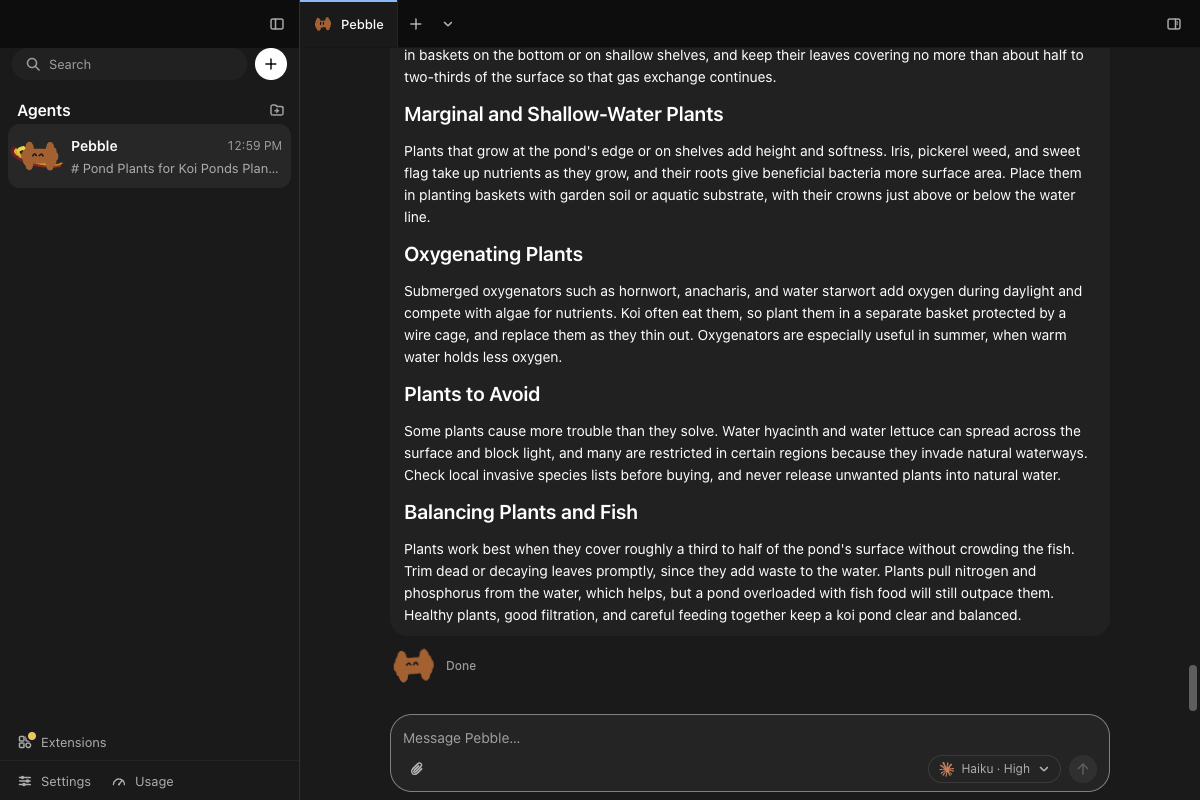 Pebble
Search
Agents
Pebble
12:59 PM
# Pond Plants for Koi Ponds Plan...
Extensions
Settings
Usage
in baskets on the bottom or on shallow shelves, and keep their leaves covering no more than about half to
two-thirds of the surface so that gas exchange continues.
Marginal and Shallow-Water Plants
Plants that grow at the pond's edge or on shelves add height and softness. Iris, pickerel weed, and sweet
flag take up nutrients as they grow, and their roots give beneficial bacteria more surface area. Place them
in planting baskets with garden soil or aquatic substrate, with their crowns just above or below the water
line.
Oxygenating Plants
Submerged oxygenators such as hornwort, anacharis, and water starwort add oxygen during daylight and
compete with algae for nutrients. Koi often eat them, so plant them in a separate basket protected by a
wire cage, and replace them as they thin out. Oxygenators are especially useful in summer, when warm
water holds less oxygen.
Plants to Avoid
Some plants cause more trouble than they solve. Water hyacinth and water lettuce can spread across the
surface and block light, and many are restricted in certain regions because they invade natural waterways.
Check local invasive species lists before buying, and never release unwanted plants into natural water.
Balancing Plants and Fish
Plants work best when they cover roughly a third to half of the pond's surface without crowding the fish.
Trim dead or decaying leaves promptly, since they add waste to the water. Plants pull nitrogen and
phosphorus from the water, which helps, but a pond overloaded with fish food will still outpace them.
Healthy plants, good filtration, and careful feeding together keep a koi pond clear and balanced.
Done
Message Pebble...
Haiku · High